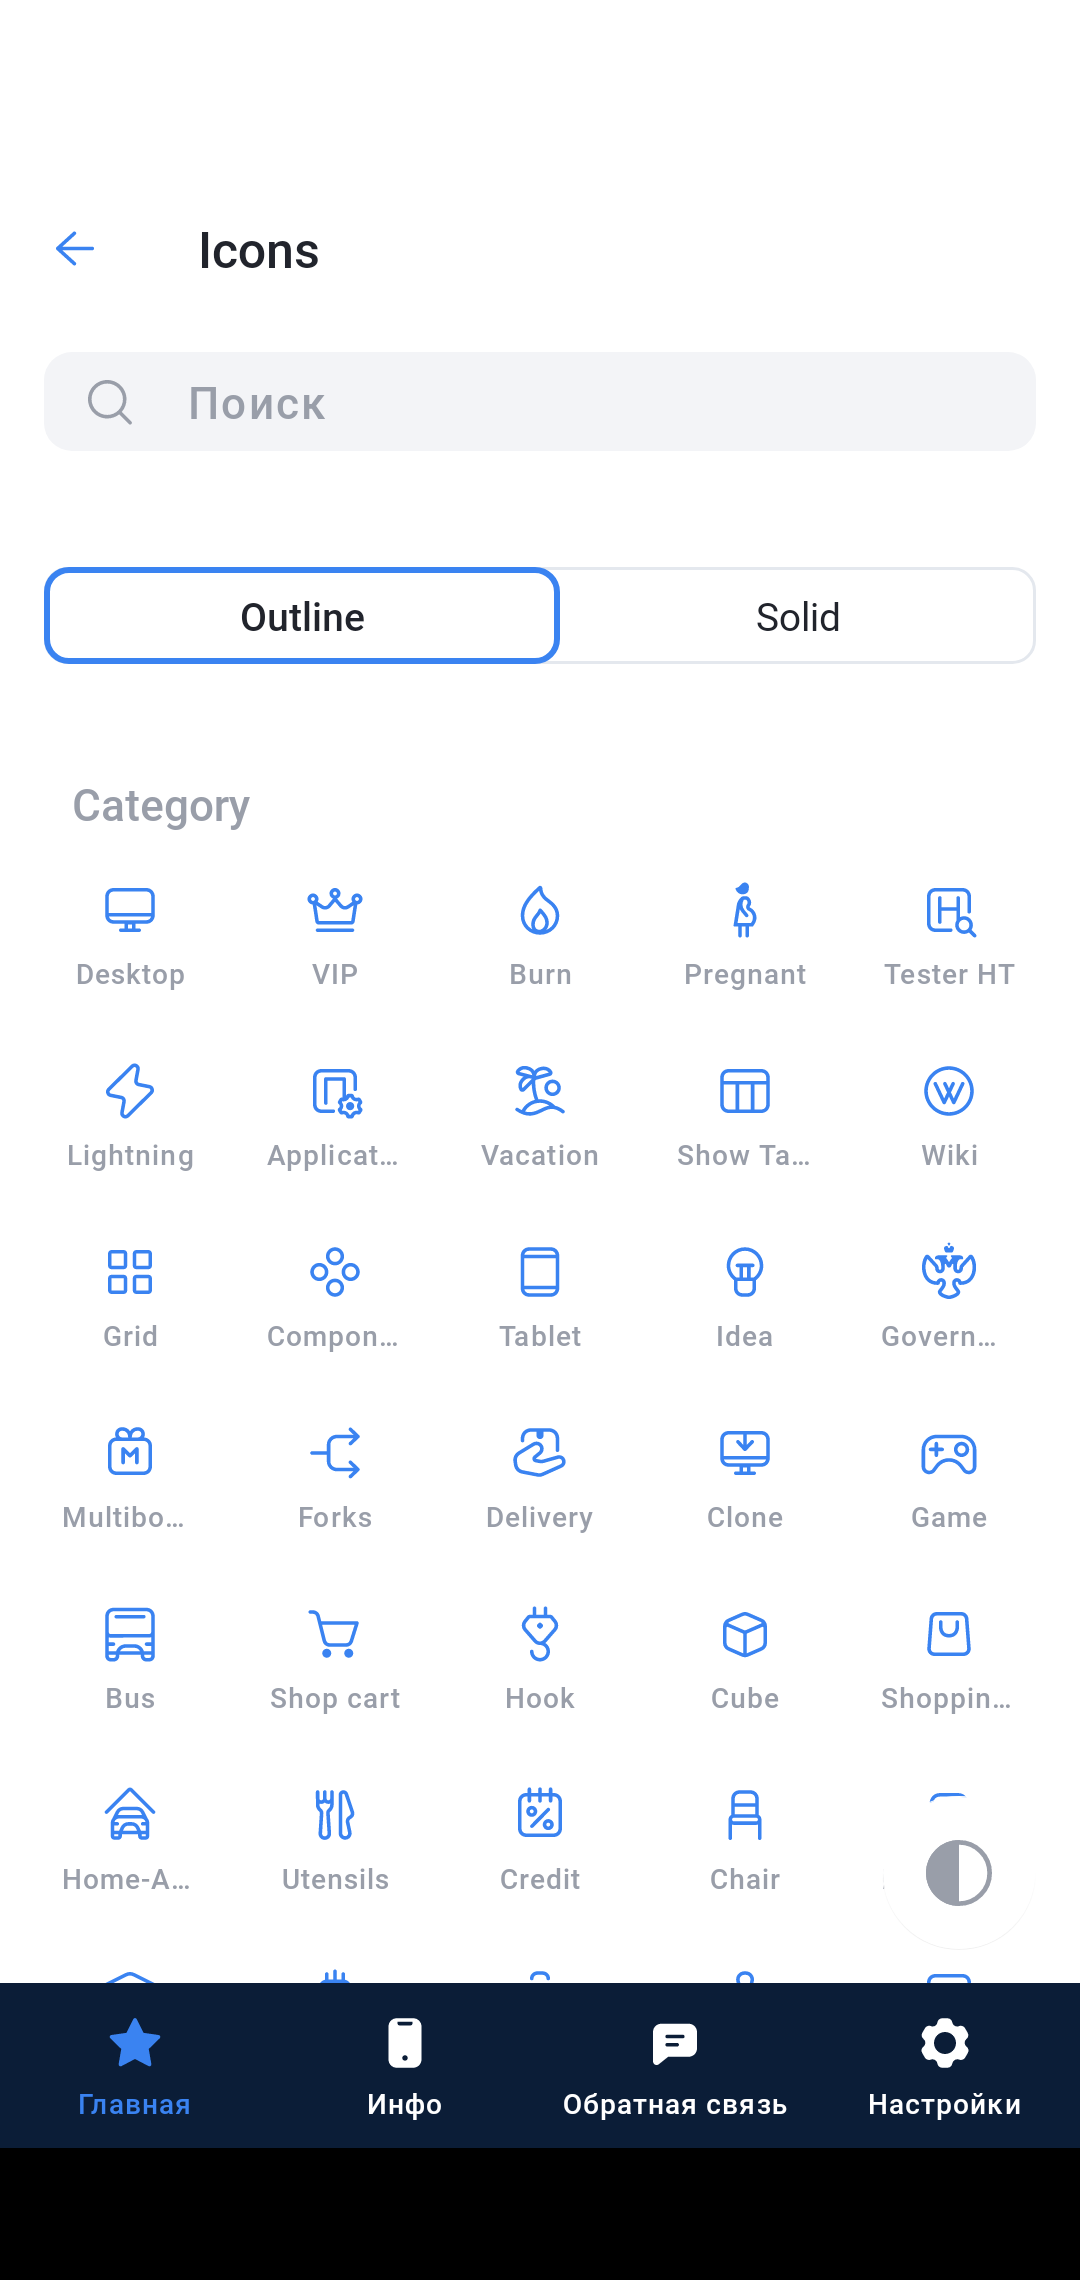 Icons
Поиск
Outline
Solid
Category
Desktop
VIP
Burn
Pregnant
Tester HT
Lightning
Applicat…
Vacation
Show Ta…
Wiki
Grid
Compon…
Tablet
Idea
Govern…
Multibo…
Forks
Delivery
Clone
Game
Bus
Shop cart
Hook
Cube
Shoppin…
Home-A…
Utensils
Credit
Chair
Главная
Инфо
Обратная связь
Настройки